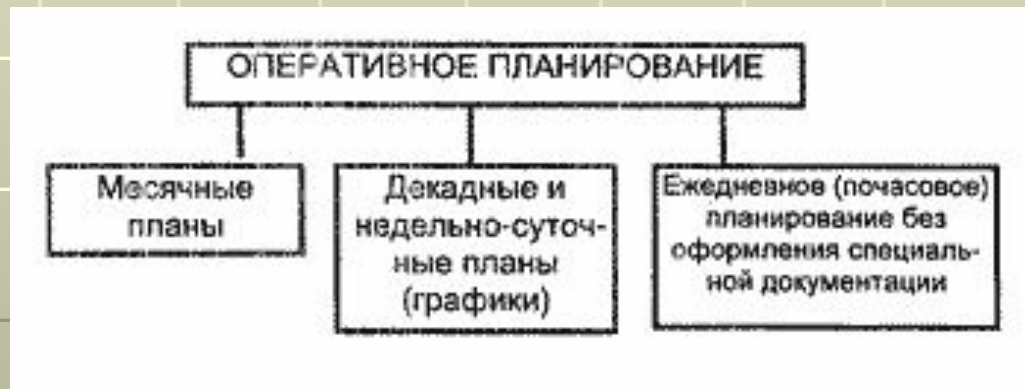 ОПЕРАТИВНОЕ ПЛАНИРОВАНИЕ
Месячные
планы
Декадные и
недельно-суточ-
ные планы
(графики)
Ежедневное (почасовое)
планирование без
оформления специаль-
ной документации